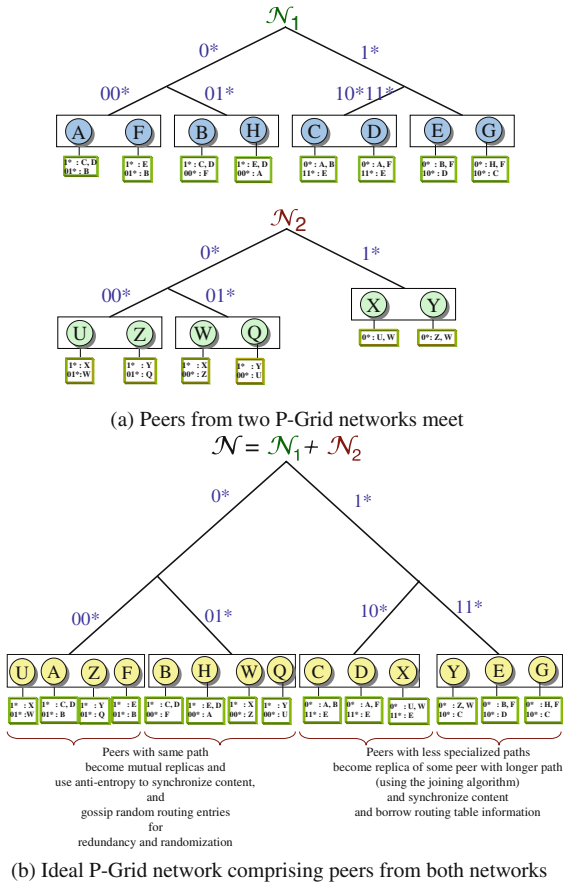 N1
0*
1*
00*
01*
10*11*
A F B H C D E G
1* : C, D
01* : B
1* : E
01* : B
1* : C, D
00* : F
1* : E, D
00* : A
0* : A, B
11* : E
0* : A, F
11* : E
0* : B, F
10* : D
0* : H, F
10* : C
N2
0*
1*
00*
01*
X Y
0*: U, W
0*: Z, W
U Z W Q
1* : X
01*:W
1* : Y
01* : Q
1* : X
00* : Z
1* : Y
00* : U
(a) Peers from two P-Grid networks meet
N = N1 + N2
0*
1*
00*
01*
10*
11*
U A Z F B H W Q C D X Y E G
1* : X
01* :W
1* : C, D
01* : B
1* : Y
01* : Q
1* : E
01* : B
1* : C, D
00* : F
1* : E, D
00* : A
1* : X
00* : Z
1* : Y
00* : U
0* : A, B
11* : E
0* : A, F
11* : E
0* : U, W
11* : E
0* : Z, W
10* : C
0* : B, F
10* : D
0* : H, F
10* : C
Peers with same path
become mutual replicas and
use anti-entropy to synchronize content,
and
gossip random routing entries
for
redundancy and randomization
Peers with less specialized paths
become replica of some peer with longer path
(using the joining algorithm)
and synchronize content
and borrow routing table information
(b) Ideal P-Grid network comprising peers from both networks